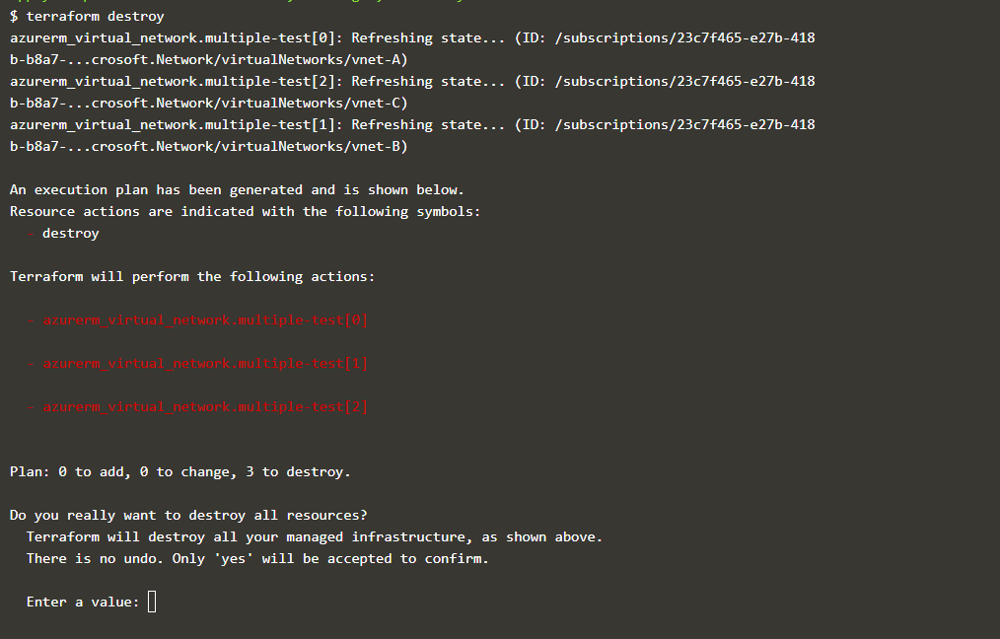 $ terraform destroy
azurerm_virtual_network.multiple-test[0]: Refreshing state... (ID: /subscriptions/23c7f465-e27b-418
b-b8a7-...crosoft.Network/virtualNetworks/vnet-A)
azurerm_virtual_network.multiple-test[2]: Refreshing state... (ID: /subscriptions/23c7f465-e27b-418
b-b8a7-...crosoft.Network/virtualNetworks/vnet-C)
azurerm_virtual_network.multiple-test[1]: Refreshing state... (ID: /subscriptions/23c7f465-e27b-418
b-b8a7-...crosoft.Network/virtualNetworks/vnet-B)
An execution plan has been generated and is shown below.
Resource actions are indicated with the following symbols:
- destroy
Terraform will perform the following actions:
- azurerm_virtual_network.multiple-test[0]
- azurerm_virtual_network.multiple-test[1]
- azurerm_virtual_network.multiple-test[2]
Plan: 0 to add, 0 to change, 3 to destroy.
Do you really want to destroy all resources?
Terraform will destroy all your managed infrastructure, as shown above.
There is no undo. Only 'yes' will be accepted to confirm.
Enter a value: